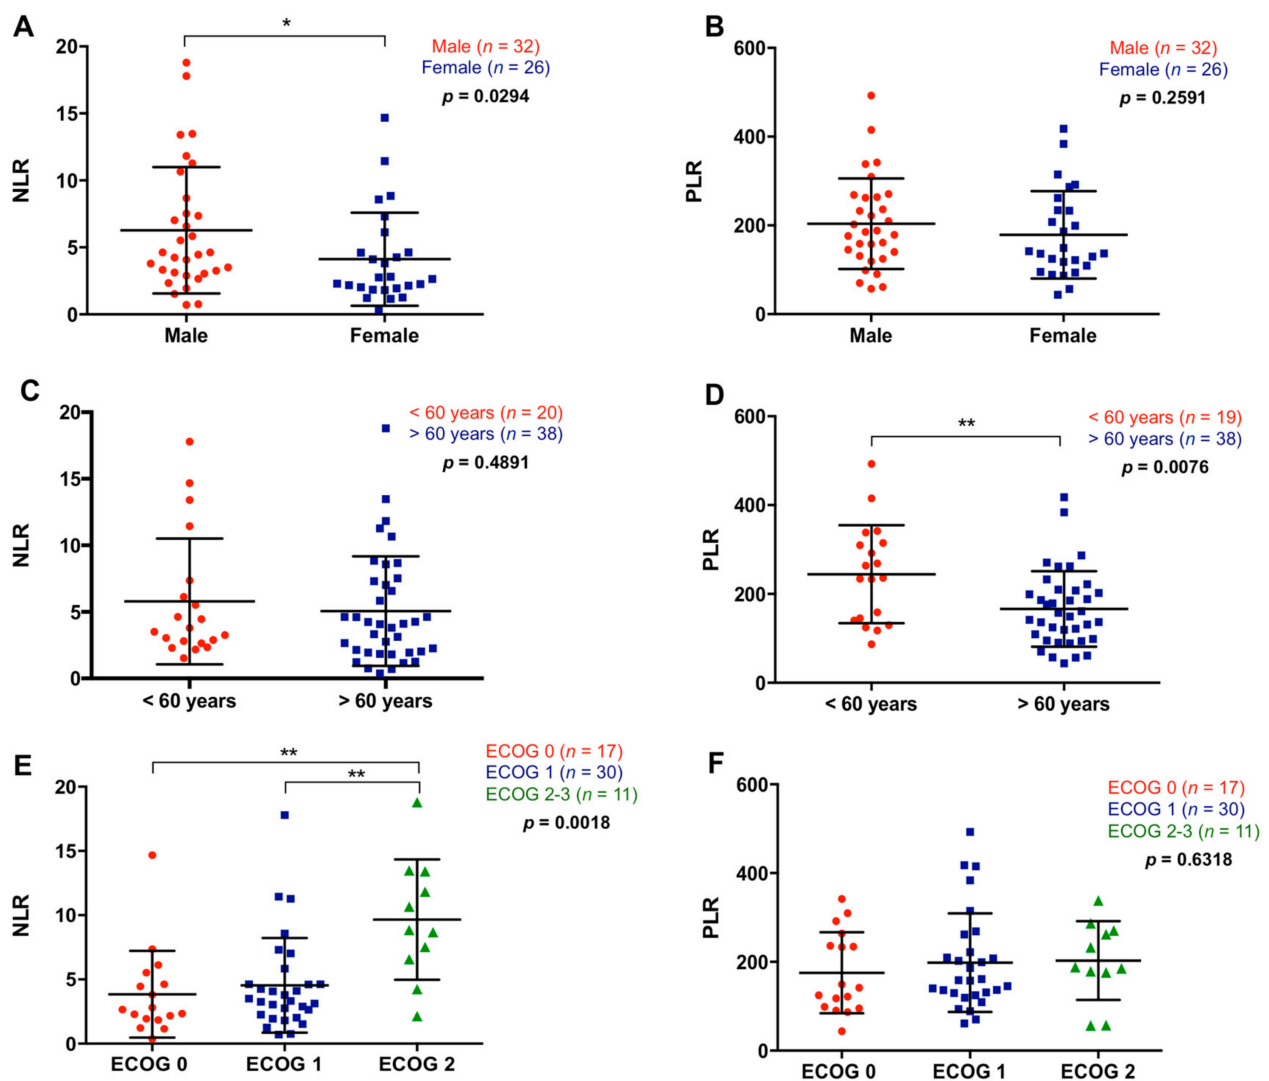 A
*
20
15
10
5
0
NLR
Male (n = 32)
Female (n = 26)
p = 0.0294
Male
Female
B
600
400
200
0
PLR
Male (n = 32)
Female (n = 26)
p = 0.2591
Male
Female
C
20
15
10
5
0
NLR
< 60 years (n = 20)
> 60 years (n = 38)
p = 0.4891
< 60 years
> 60 years
D
**
600
400
200
0
PLR
< 60 years (n = 19)
> 60 years (n = 38)
p = 0.0076
< 60 years
> 60 years
E
**
**
20
15
10
5
0
NLR
ECOG 0 (n = 17)
ECOG 1 (n = 30)
ECOG 2-3 (n = 11)
p = 0.0018
ECOG 0
ECOG 1
ECOG 2
F
600
400
200
0
PLR
ECOG 0 (n = 17)
ECOG 1 (n = 30)
ECOG 2-3 (n = 11)
p = 0.6318
ECOG 0
ECOG 1
ECOG 2